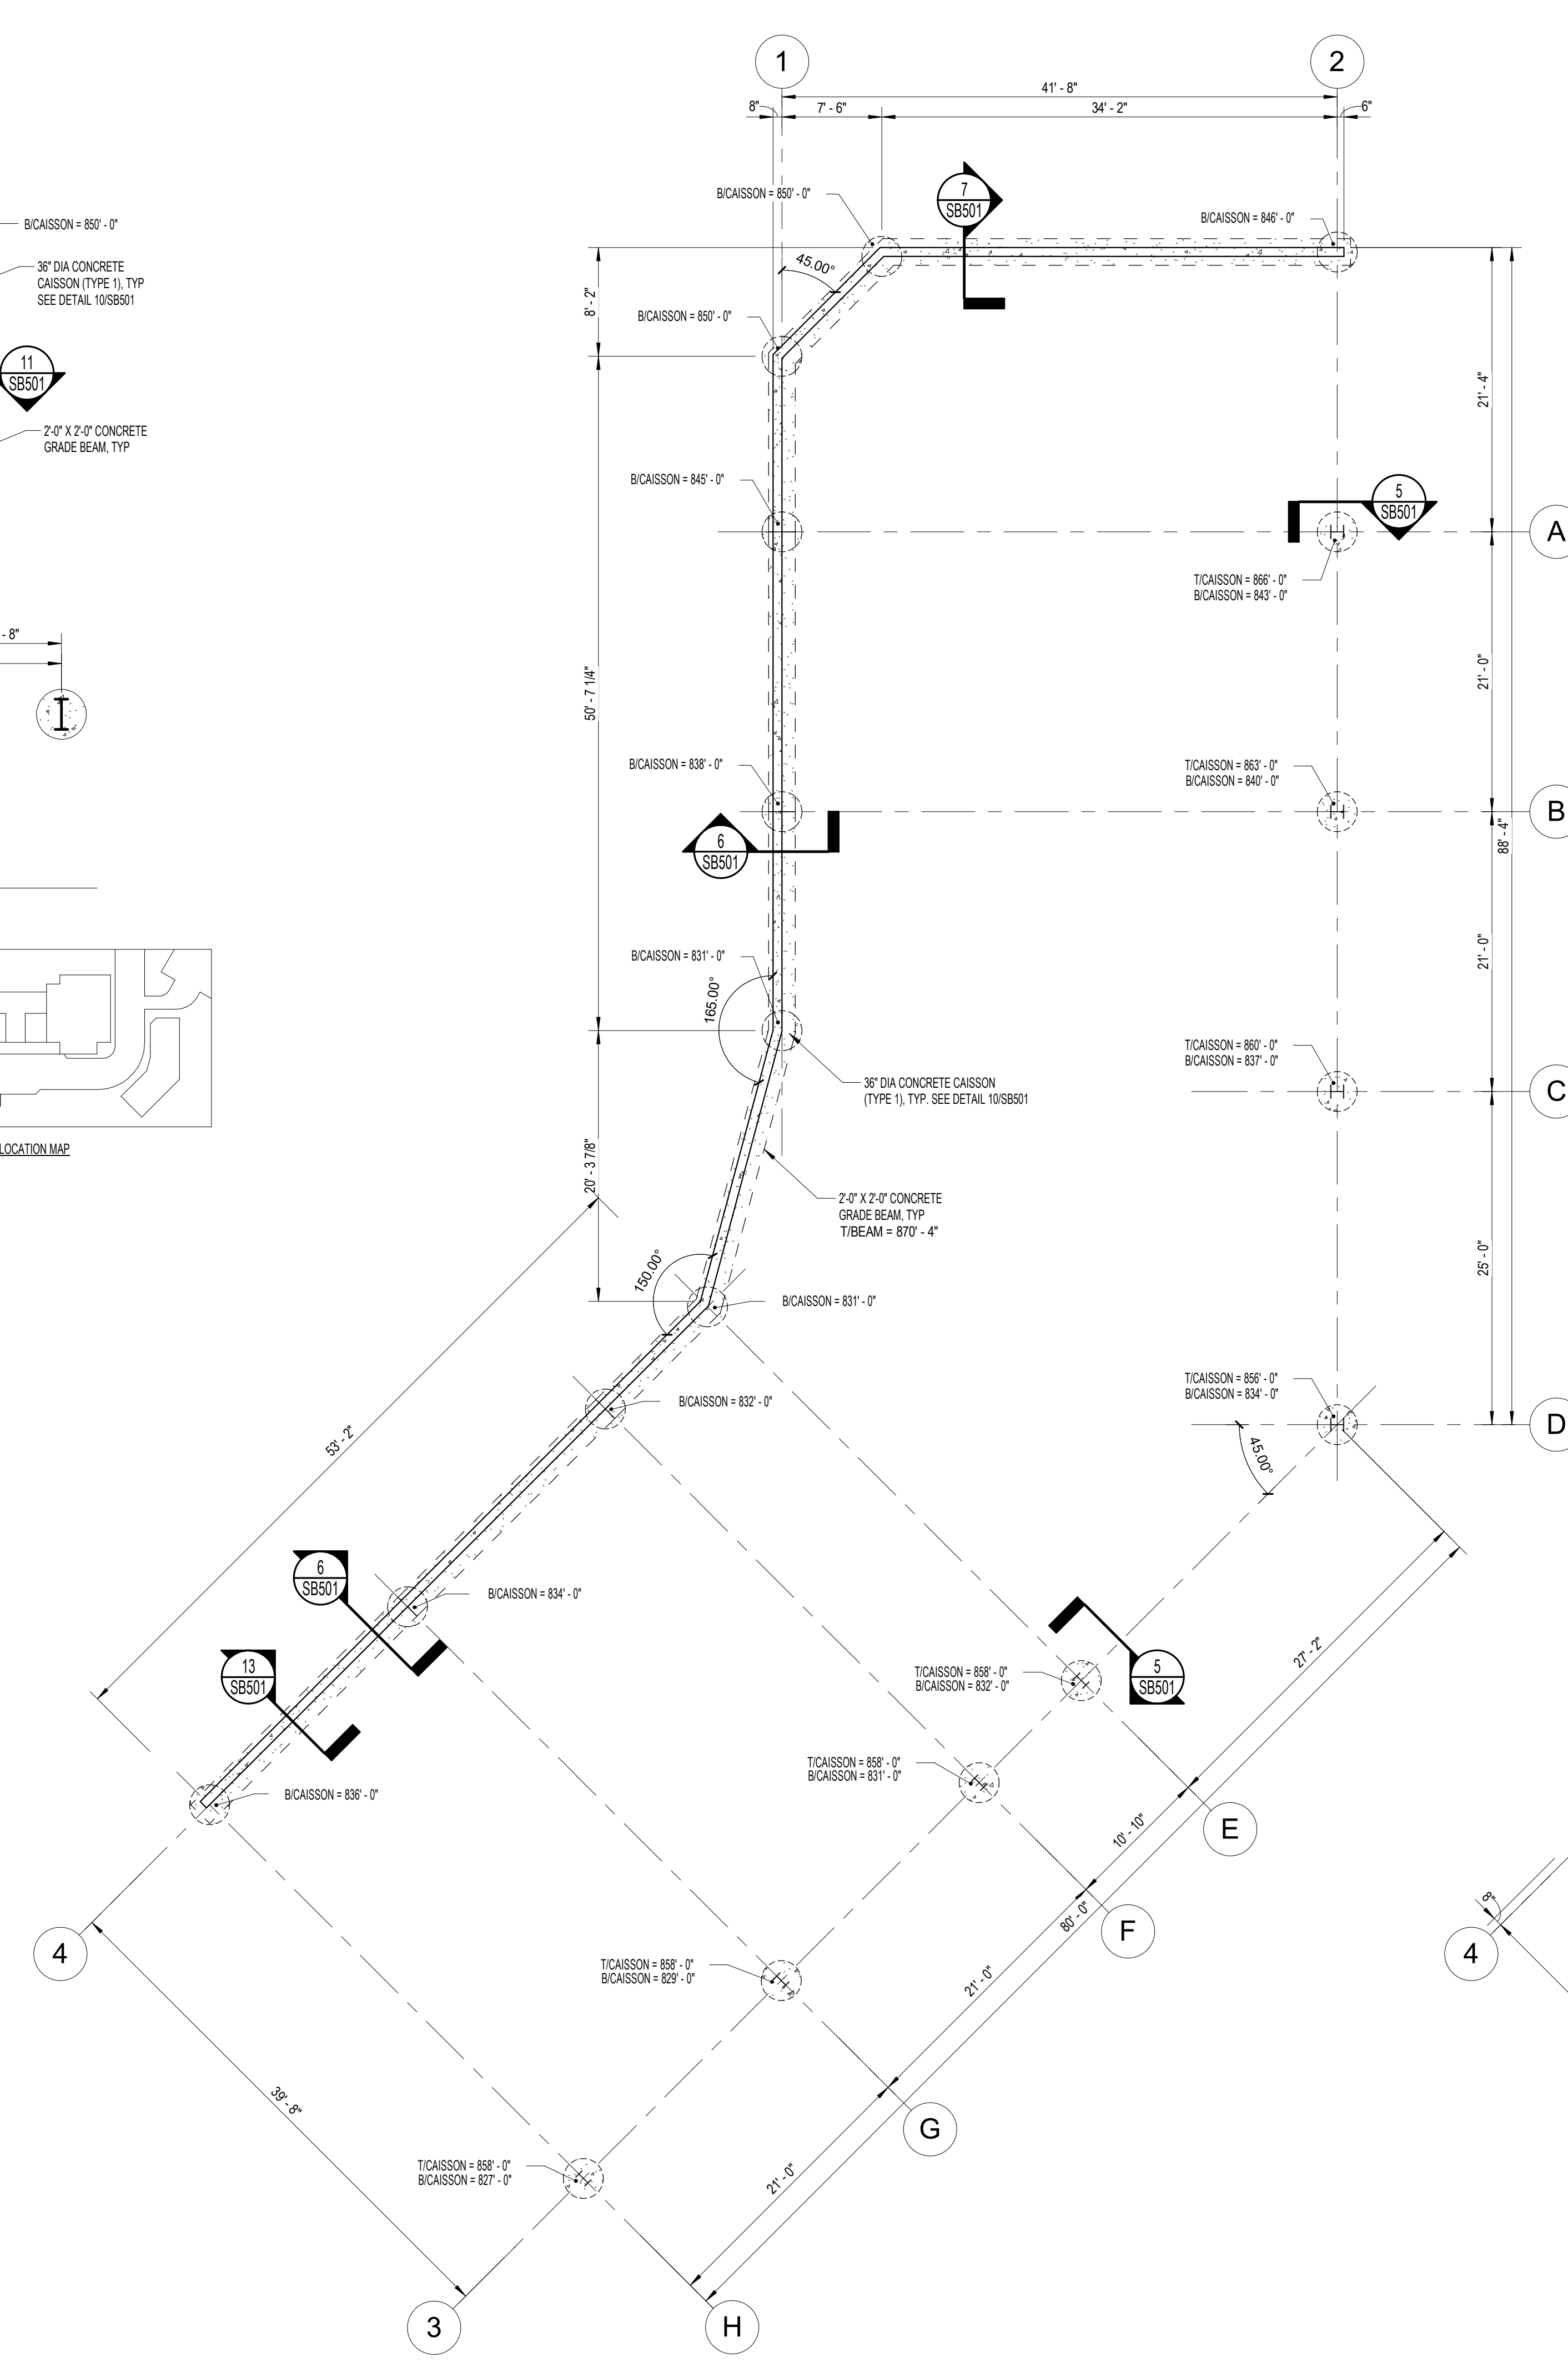 1
2
41' - 8"
8"
7' - 6"
34' - 2"
6"
B/CAISSON = 850' - 0"
7
SB501
B/CAISSON = 846' - 0"
B/CAISSON = 850' - 0"
36" DIA CONCRETE
CAISSON (TYPE 1), TYP
SEE DETAIL 10/SB501
45.00°
8' - 2"
B/CAISSON = 850' - 0"
11
SB501
21' - 4"
2'-0" X 2'-0" CONCRETE
GRADE BEAM, TYP
B/CAISSON = 845' - 0"
5
SB501
A
T/CAISSON = 866' - 0"
B/CAISSON = 843' - 0"
- 8"
50' - 7 1/4"
21' - 0"
B/CAISSON = 838' - 0"
T/CAISSON = 863' - 0"
B/CAISSON = 840' - 0"
B
6
SB501
88' - 4"
B/CAISSON = 831' - 0"
21' - 0"
165.00°
T/CAISSON = 860' - 0"
B/CAISSON = 837' - 0"
C
36" DIA CONCRETE CAISSON
(TYPE 1), TYP. SEE DETAIL 10/SB501
LOCATION MAP
20' - 3 7/8"
2'-0" X 2'-0" CONCRETE
GRADE BEAM, TYP
T/BEAM = 870' - 4"
25' - 0"
150.00°
B/CAISSON = 831' - 0"
T/CAISSON = 856' - 0"
B/CAISSON = 834' - 0"
B/CAISSON = 832' - 0"
D
53' - 2"
45.00°
6
SB501
B/CAISSON = 834' - 0"
27' - 2"
13
SB501
T/CAISSON = 858' - 0"
B/CAISSON = 832' - 0"
5
SB501
T/CAISSON = 858' - 0"
B/CAISSON = 831' - 0"
B/CAISSON = 836' - 0"
10' - 10"
E
80' - 0"
F
8"
4
4
T/CAISSON = 858' - 0"
B/CAISSON = 829' - 0"
21' - 0"
39' - 8"
G
T/CAISSON = 858' - 0"
B/CAISSON = 827' - 0"
21' - 0"
3
H